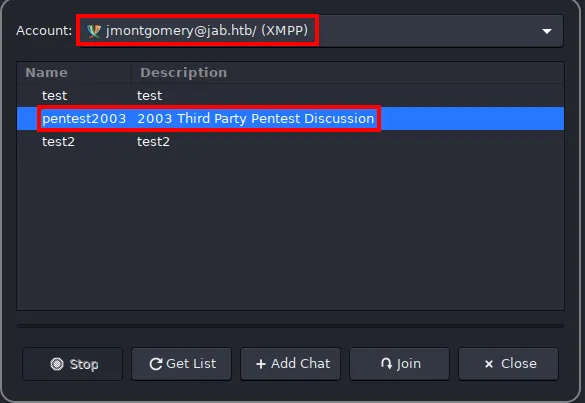 Account: jmontgomery@jab.htb/ (XMPP)
Name Description
test test
pentest2003 2003 Third Party Pentest Discussion
test2 test2
Stop Get List + Add Chat Join × Close